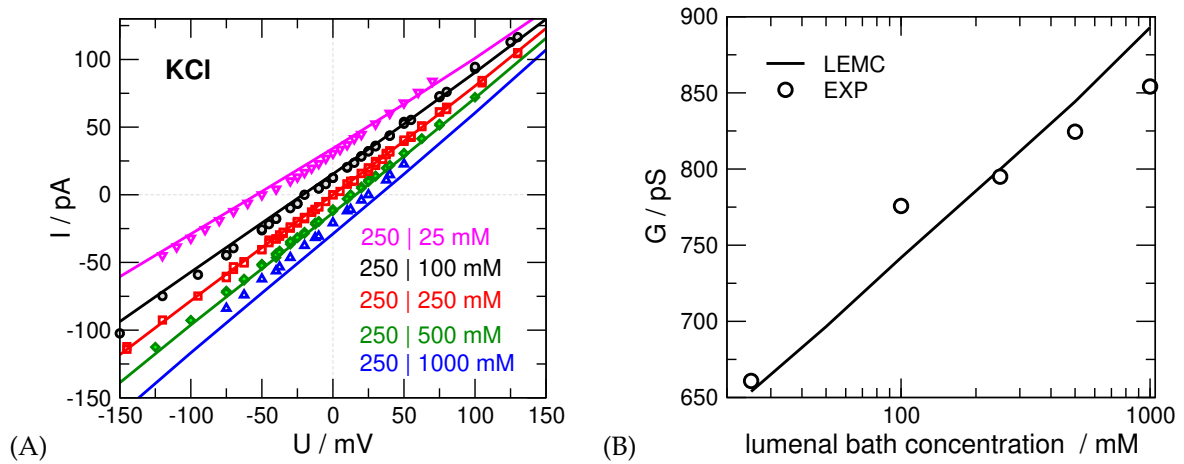 KCl
I / pA
100
50
0
-50
-100
-150
250 | 25 mM
250 | 100 mM
250 | 250 mM
250 | 500 mM
250 | 1000 mM
-150 -100 -50 0 50 100 150
U / mV
(A)
G / pS
900
850
800
750
700
650
LEMC
EXP
100 1000
lumenal bath concentration / mM
(B)